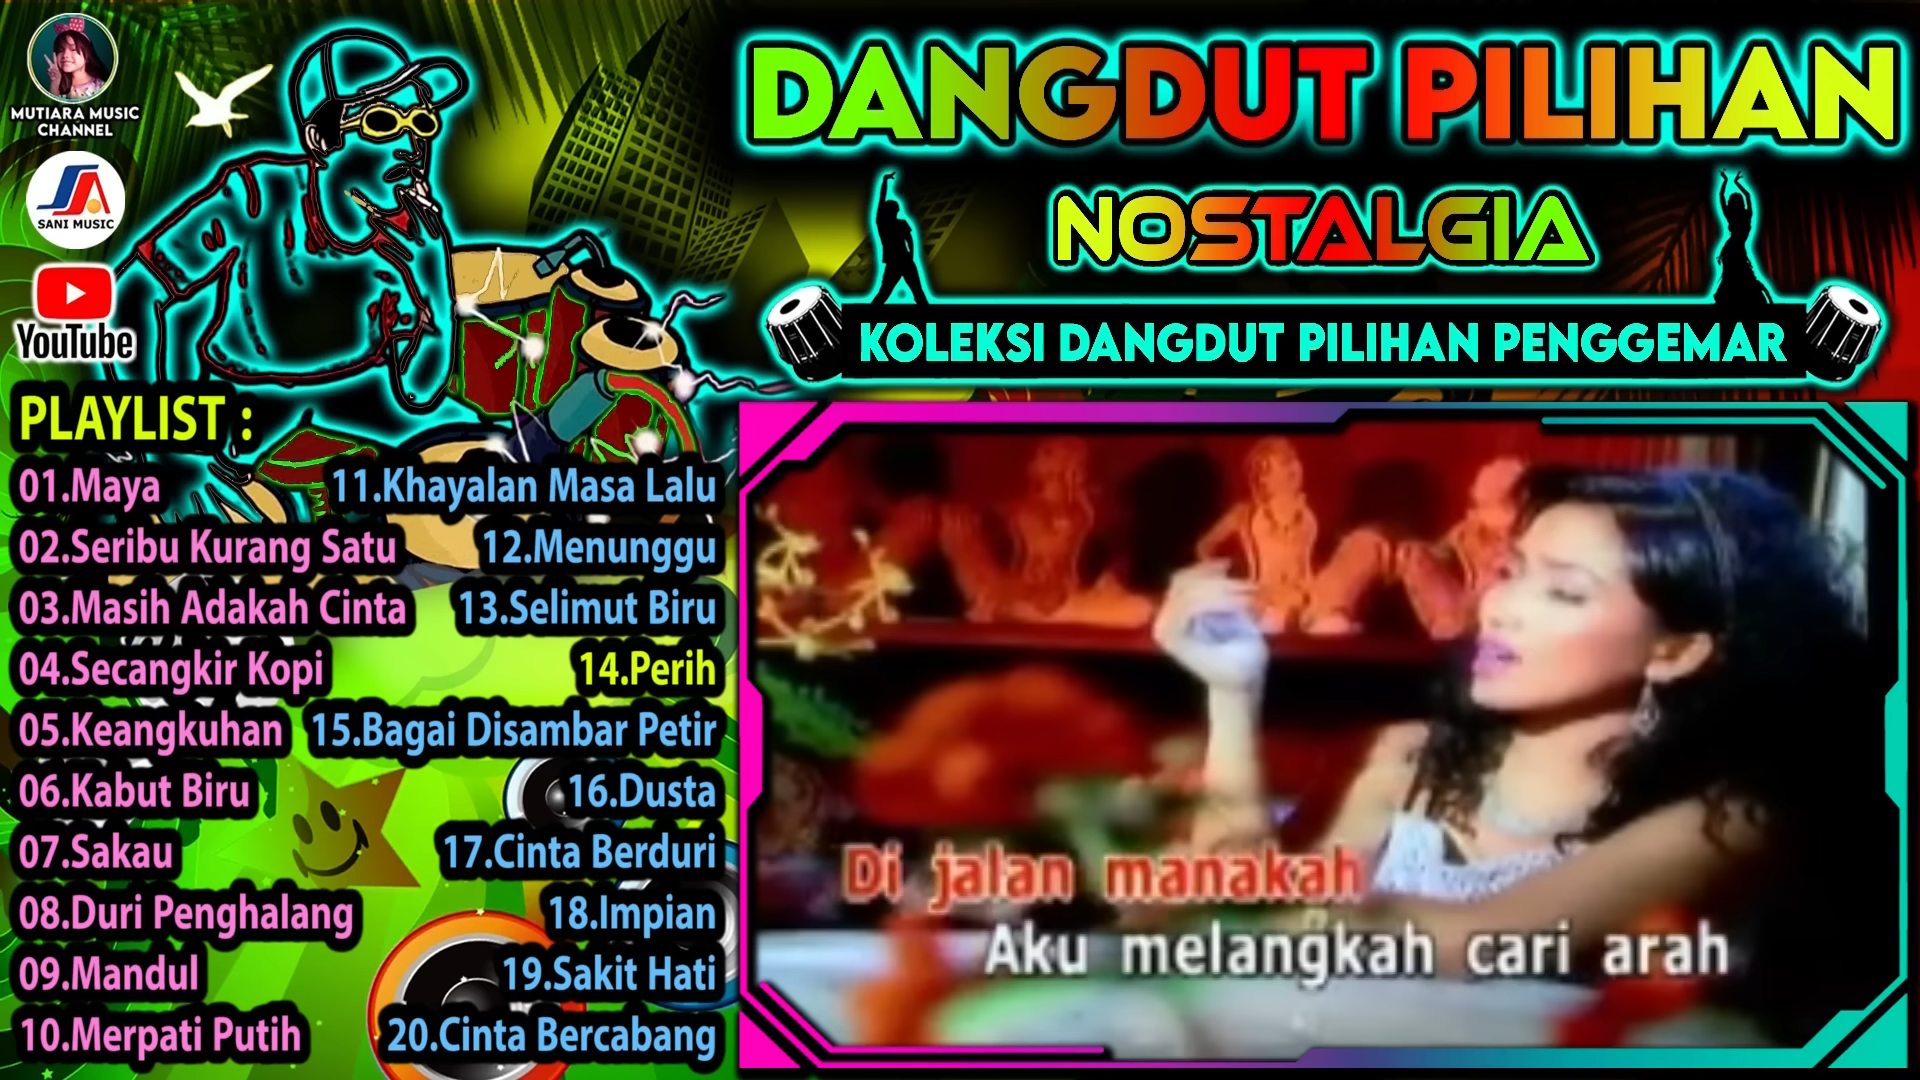 MUTIARA MUSIC
CHANNEL
SANI MUSIC
YouTube
DANGDUT PILIHAN
NOSTALGIA
KOLEKSI DANGDUT PILIHAN PENGGEMAR
PLAYLIST :
01.Maya
02.Seribu Kurang Satu
03.Masih Adakah Cinta
04.Secangkir Kopi
05.Keangkuhan
06.Kabut Biru
07.Sakau
08.Duri Penghalang
09.Mandul
10.Merpati Putih
11.Khayalan Masa Lalu
12.Menunggu
13.Selimut Biru
14.Perih
15.Bagai Disambar Petir
16.Dusta
17.Cinta Berduri
18.Impian
19.Sakit Hati
20.Cinta Bercabang
Di jalan manakah
Aku melangkah cari arah